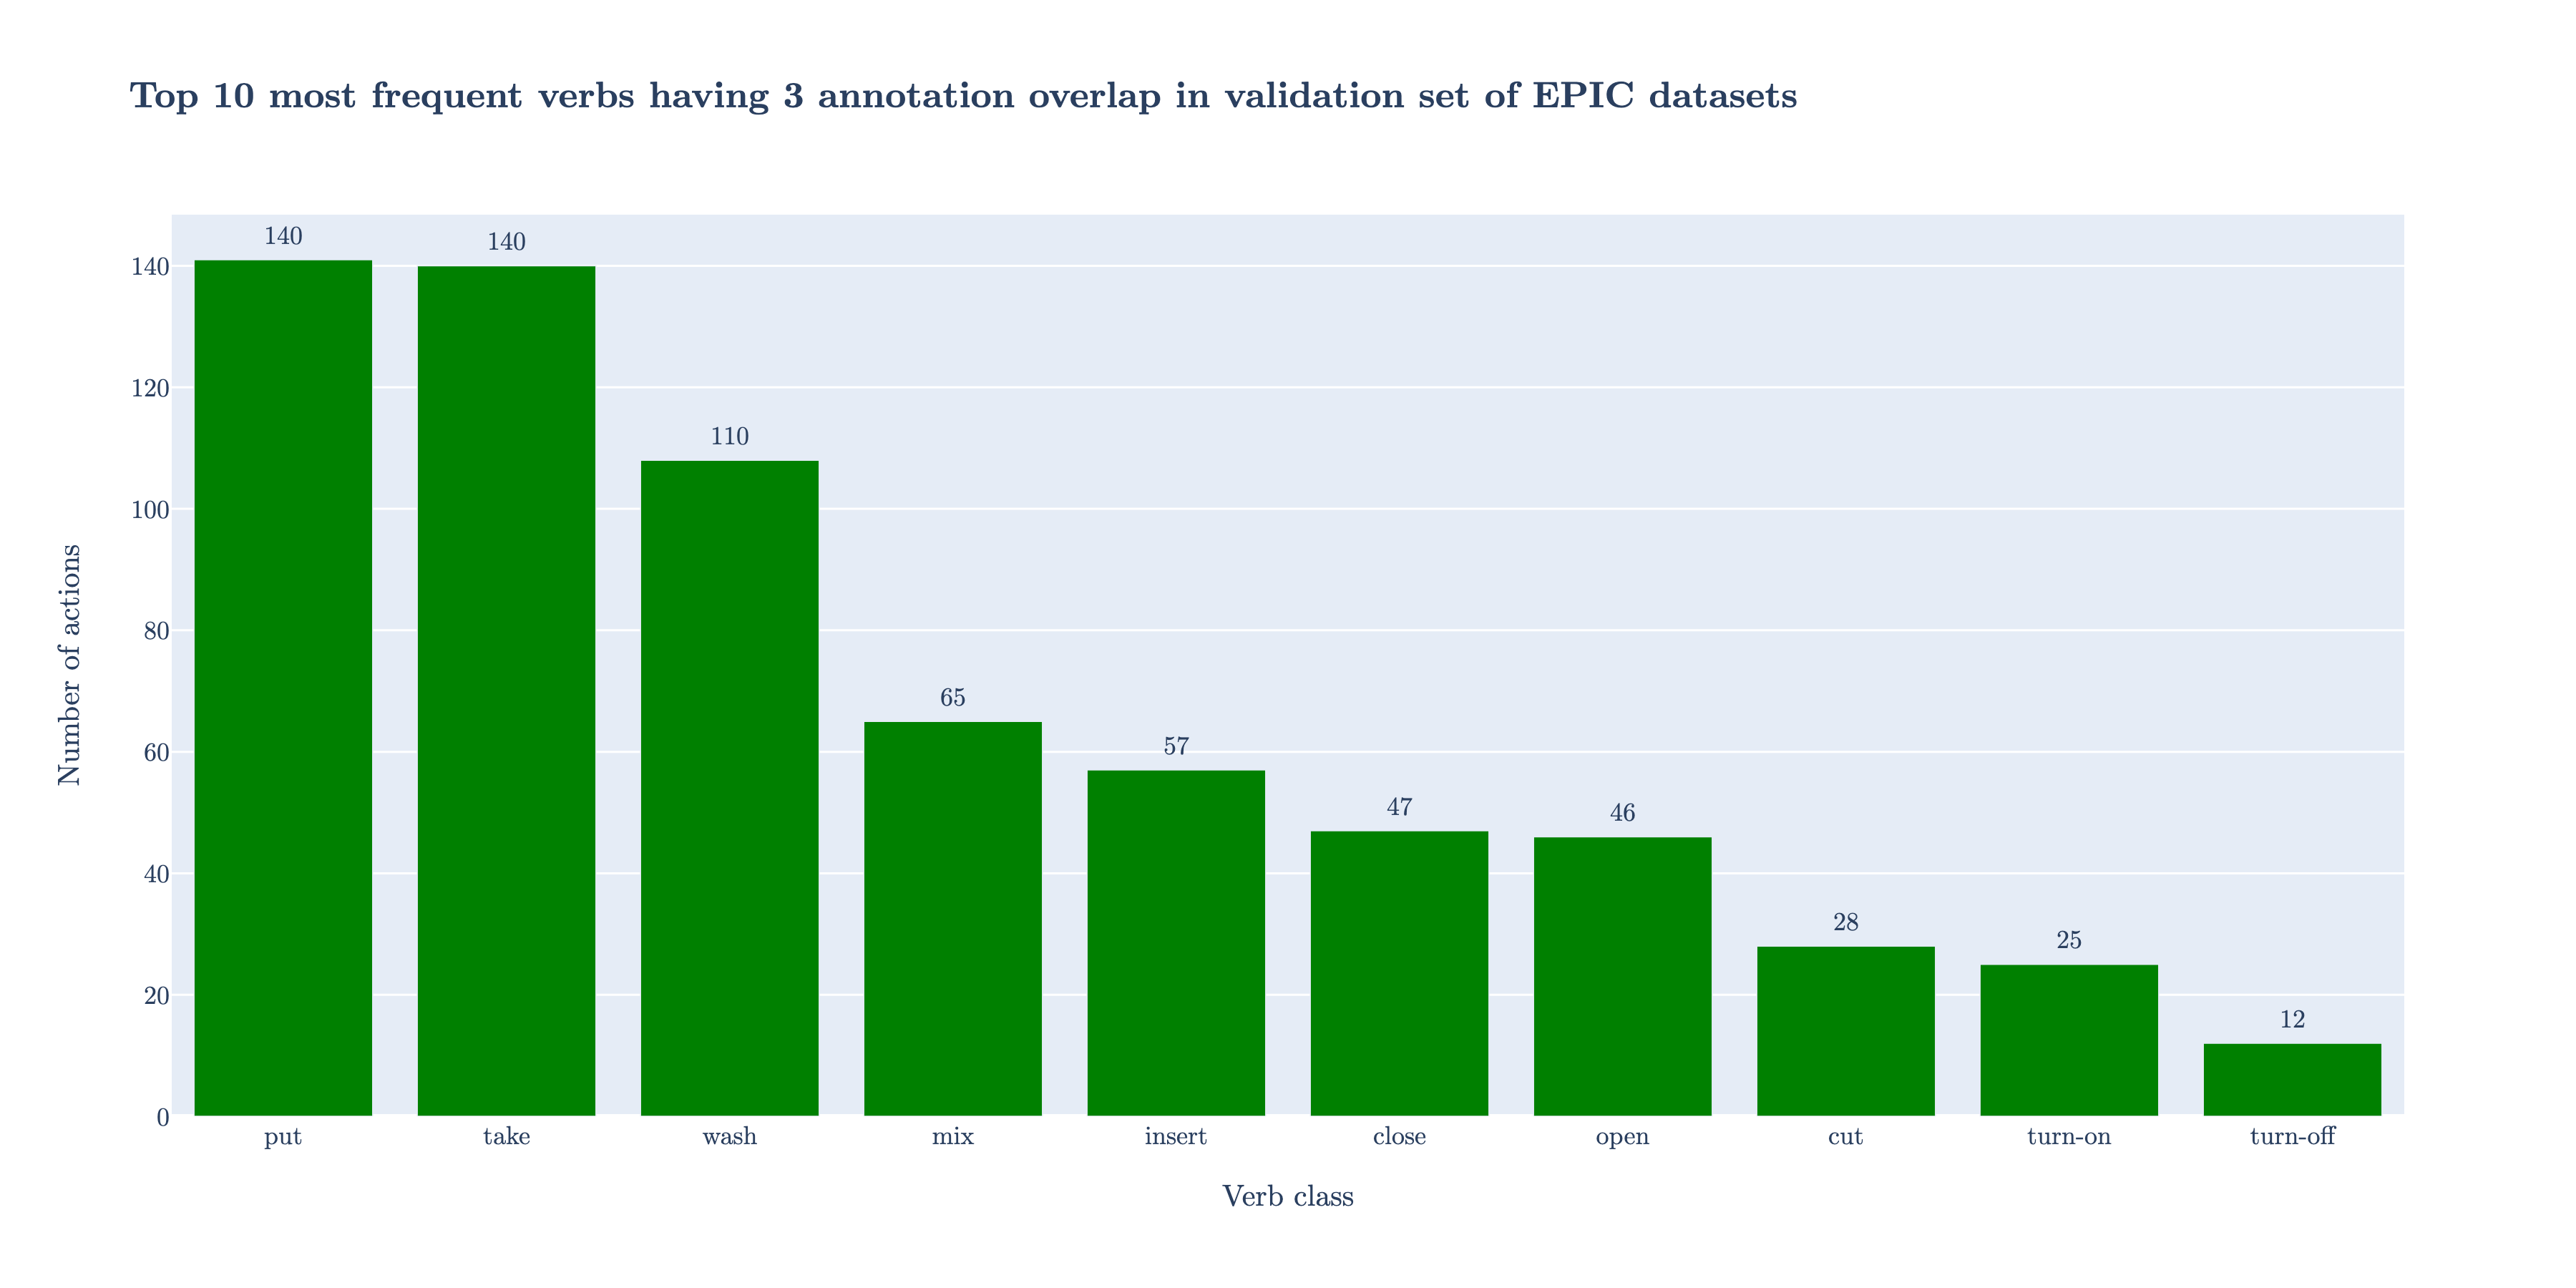 Top 10 most frequent verbs having 3 annotation overlap in validation set of EPIC datasets
140
140
110
65
57
47
46
28
25
12
140
120
100
80
60
40
20
0
Number of actions
put
take
wash
mix
insert
close
open
cut
turn-on
turn-off
Verb class